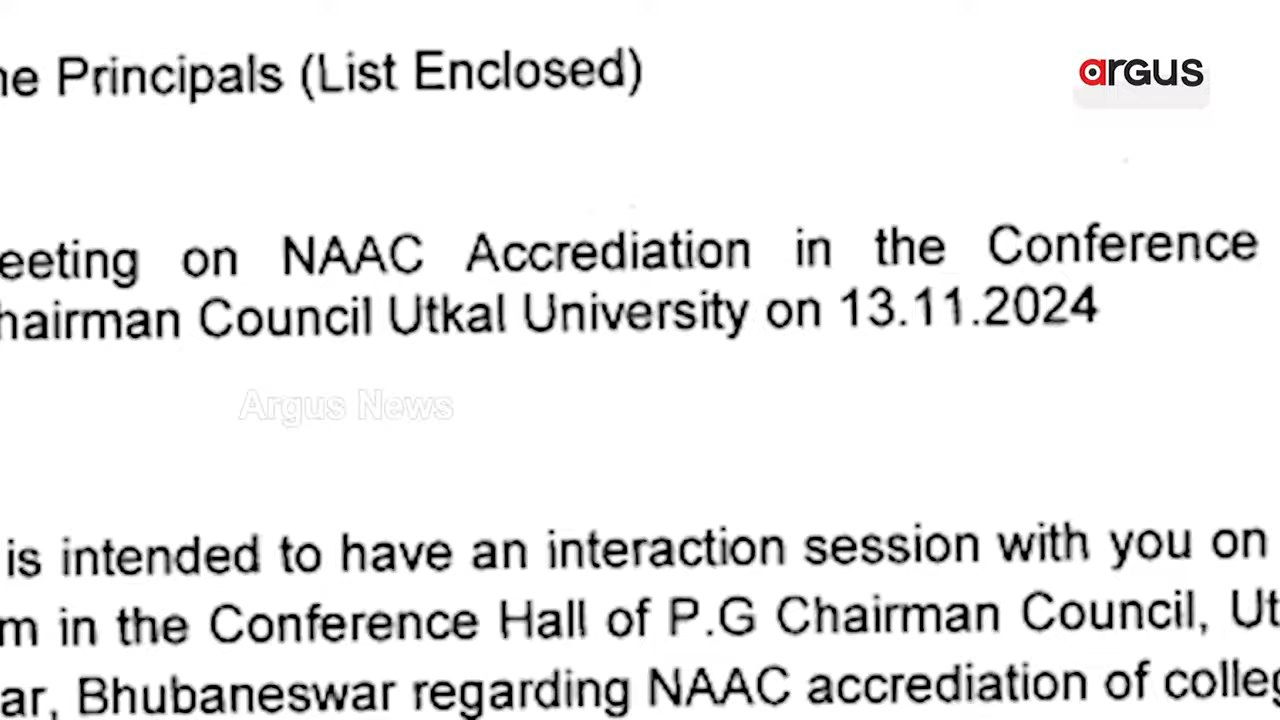 he Principals (List Enclosed)
argus
eeting on NAAC Accrediation in the Conference
hairman Council Utkal University on 13.11.2024
Argus News
is intended to have an interaction session with you on
m in the Conference Hall of P.G Chairman Council, Ut
ar, Bhubaneswar regarding NAAC accrediation of colleg